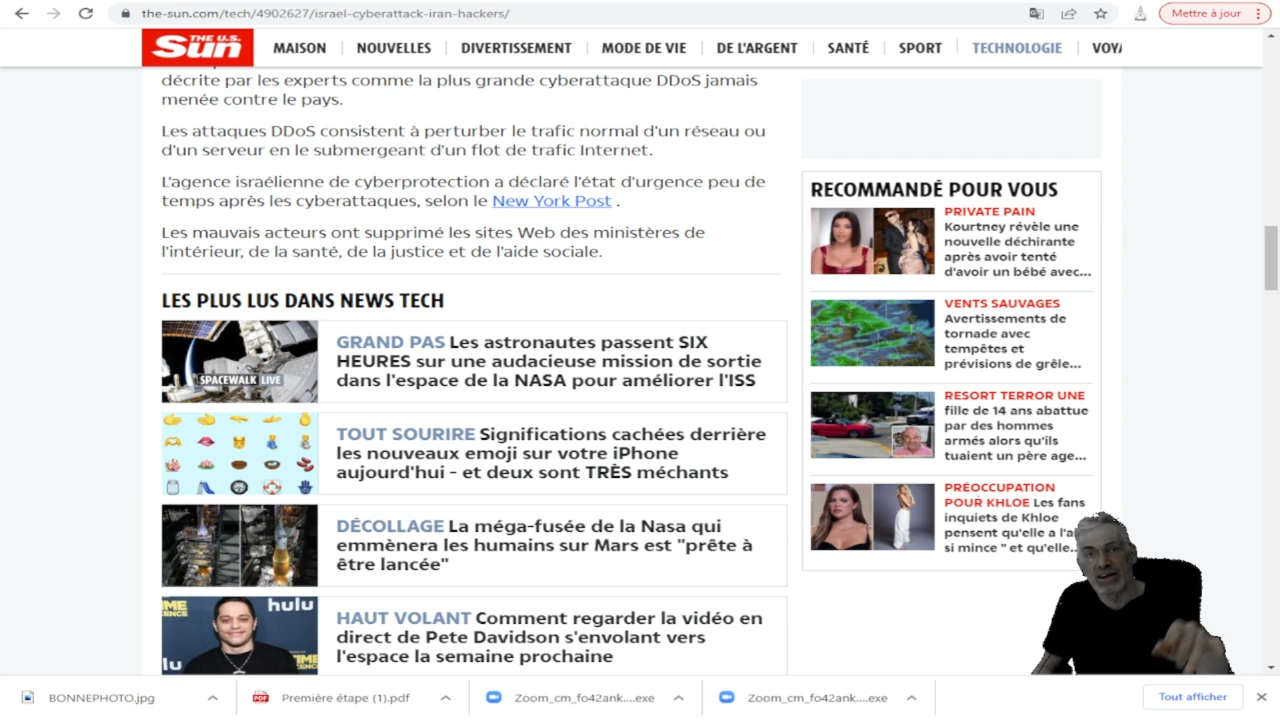 the-sun.com/tech/4902627/israel-cyberattack-iran-hackers/
Mettre à jour
THE U.S. Sun
MAISON
NOUVELLES
DIVERTISSEMENT
MODE DE VIE
DE L'ARGENT
SANTÉ
SPORT
TECHNOLOGIE
VOYA
décrite par les experts comme la plus grande cyberattaque DDoS jamais
menée contre le pays.
Les attaques DDoS consistent à perturber le trafic normal d'un réseau ou
d'un serveur en le submergeant d'un flot de trafic Internet.
L'agence israélienne de cyberprotection a déclaré l'état d'urgence peu de
temps après les cyberattaques, selon le New York Post .
Les mauvais acteurs ont supprimé les sites Web des ministères de
l'intérieur, de la santé, de la justice et de l'aide sociale.
LES PLUS LUS DANS NEWS TECH
SPACEWALK LIVE
GRAND PAS Les astronautes passent SIX
HEURES sur une audacieuse mission de sortie
dans l'espace de la NASA pour améliorer l'ISS
TOUT SOURIRE Significations cachées derrière
les nouveaux emoji sur votre iPhone
aujourd'hui - et deux sont TRÈS méchants
DÉCOLLAGE La méga-fusée de la Nasa qui
emmènera les humains sur Mars est "prête à
être lancée"
hulu
HAUT VOLANT Comment regarder la vidéo en
direct de Pete Davidson s'envolant vers
l'espace la semaine prochaine
RECOMMANDÉ POUR VOUS
PRIVATE PAIN
Kourtney révèle une
nouvelle déchirante
après avoir tenté
d'avoir un bébé avec...
VENTS SAUVAGES
Avertissements de
tornade avec
tempêtes et
prévisions de grêle...
RESORT TERROR UNE
fille de 14 ans abattue
par des hommes
armés alors qu'ils
tuaient un père age...
PRÉOCCUPATION
POUR KHLOE Les fans
inquiets de Khloe
pensent qu'elle a l'ai
si mince " et qu'elle...
BONNEPHOTO.jpg
PDF
Première étape (1).pdf
Zoom_cm_fo42ank....exe
Zoom_cm_fo42ank....exe
Tout afficher